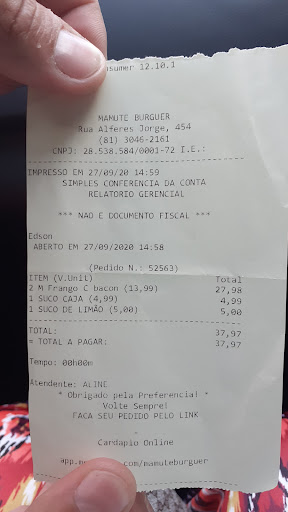 nsumer 12.10.1
MAMUTE BURGUER
Rua Alferes Jorge, 454
(81) 3046-2161
CNPJ: 28.538.584/0001-72 I.E.:
IMPRESSO EM 27/09/20 14:59
SIMPLES CONFERENCIA DA CONTA
RELATORIO GERENCIAL
*** NAO E DOCUMENTO FISCAL ***
Edson
ABERTO EM 27/09/2020 14:58
(Pedido N.: 52563)
ITEM (V.Unit) Total
2 M Frango C bacon (13,99) 27,98
1 SUCO CAJA (4,99) 4,99
1 SUCO DE LIMÃO (5,00) 5,00
TOTAL: 37,97
= TOTAL A PAGAR: 37,97
Tempo: 00h00m
Atendente: ALINE
* Obrigado pela Preferencia! *
Volte Sempre!
FACA SEU PEDIDO PELO LINK
-
Cardapio Online
.com/mamuteburguer